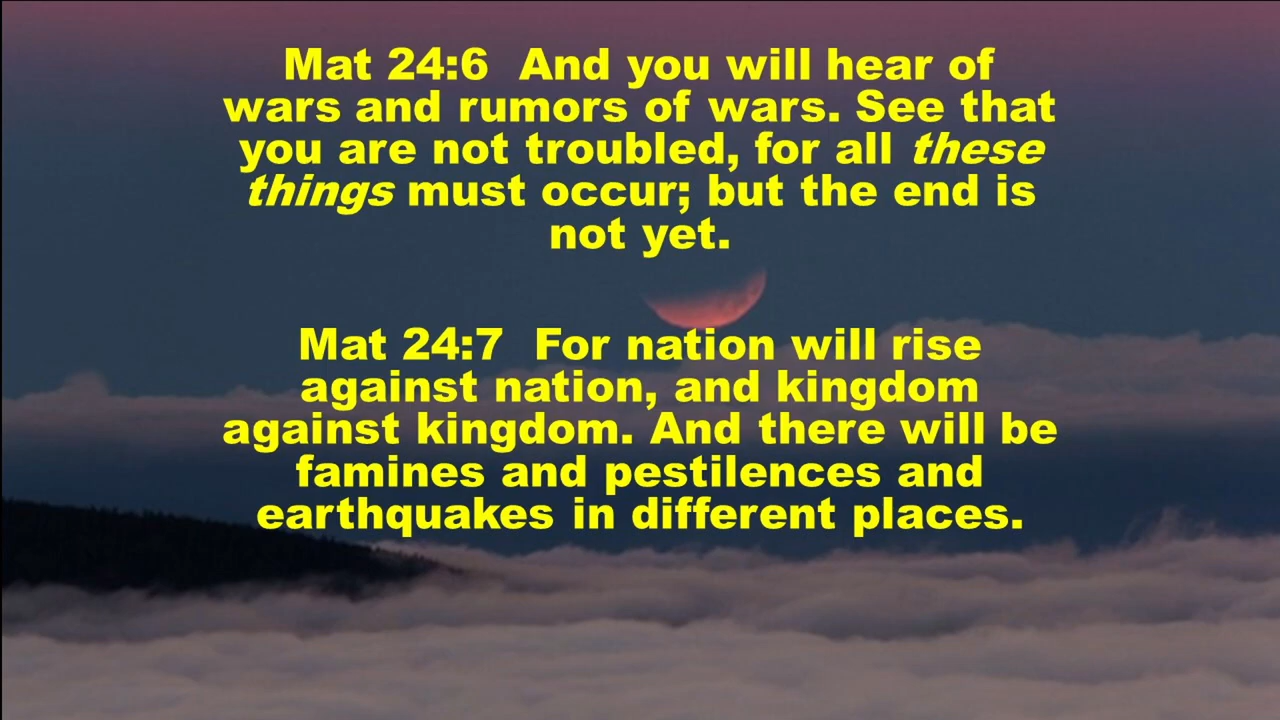 Mat 24:6  And you will hear of
wars and rumors of wars. See that
you are not troubled, for all these
things must occur; but the end is
not yet.
Mat 24:7  For nation will rise
against nation, and kingdom
against kingdom. And there will be
famines and pestilences and
earthquakes in different places.